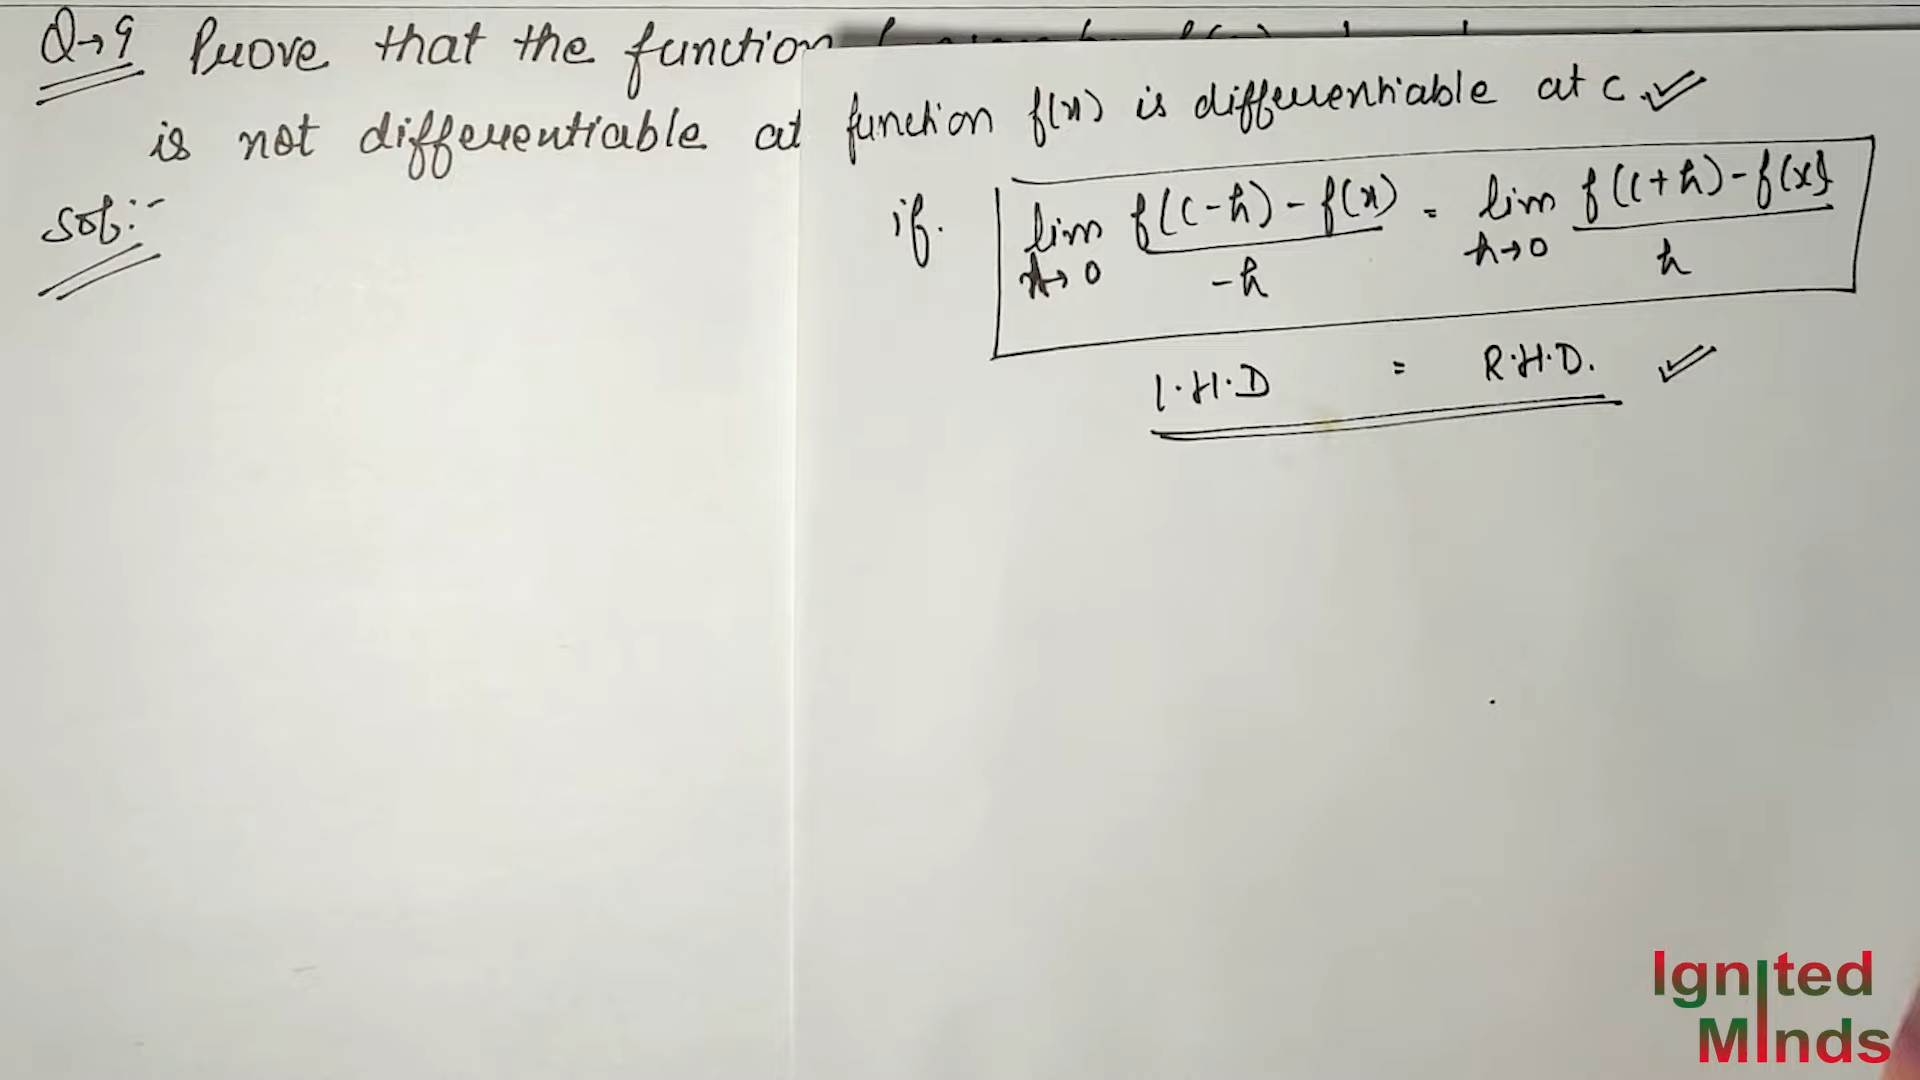 Q→9 Prove that the function
is not differentiable at
Sol:-
function f(x) is differentiable at c.
if. lim h→0 f(c-h) - f(x) / -h = lim h→0 f(c+h) - f(x) / h
L.H.D = R.H.D.
Ignited
Minds